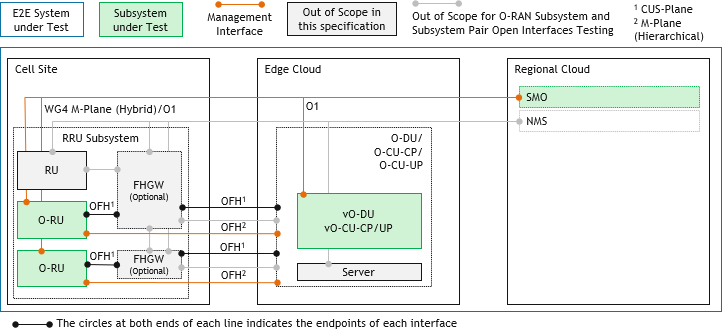 E2E System
under Test
Subsystem
under Test
Management
Interface
Out of Scope in
this specification
Out of Scope for O-RAN Subsystem and
Subsystem Pair Open Interfaces Testing
¹ CUS-Plane
² M-Plane
(Hierarchical)
Cell Site
Edge Cloud
Regional Cloud
WG4 M-Plane (Hybrid)/O1
O1
SMO
NMS
RRU Subsystem
O-DU/
O-CU-CP/
O-CU-UP
RU
FHGW
(Optional)
OFH¹
O-RU
OFH¹
OFH²
vO-DU
vO-CU-CP/UP
OFH¹
O-RU
OFH¹
FHGW
(Optional)
OFH²
Server
The circles at both ends of each line indicates the endpoints of each interface